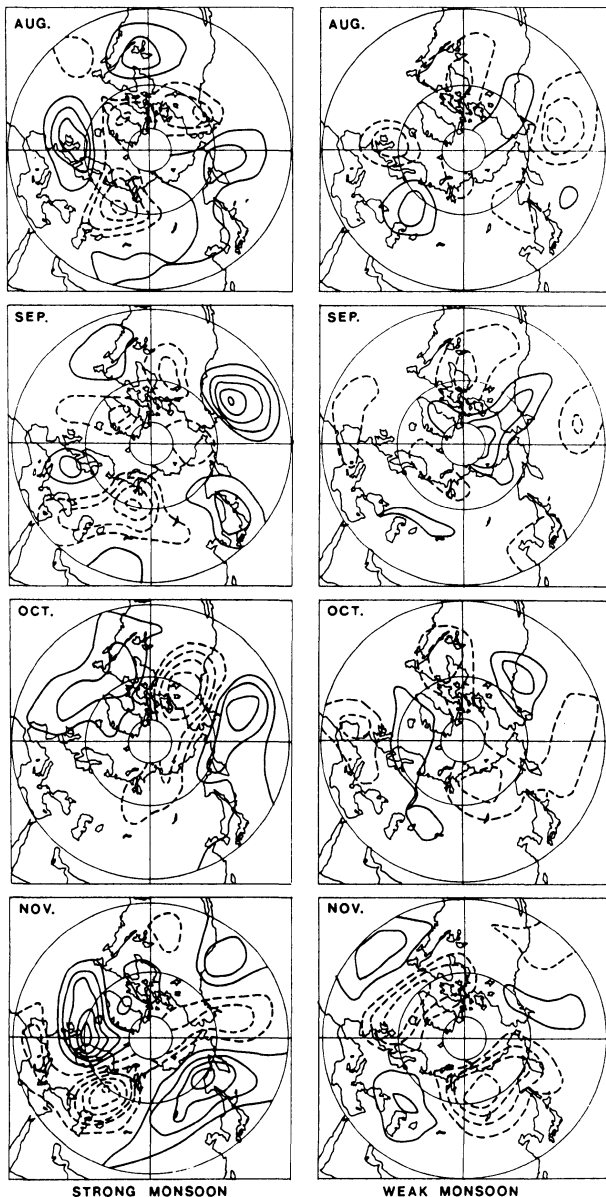 AUG.
SEP.
OCT.
NOV.
STRONG MONSOON
AUG.
SEP.
OCT.
NOV.
WEAK MONSOON